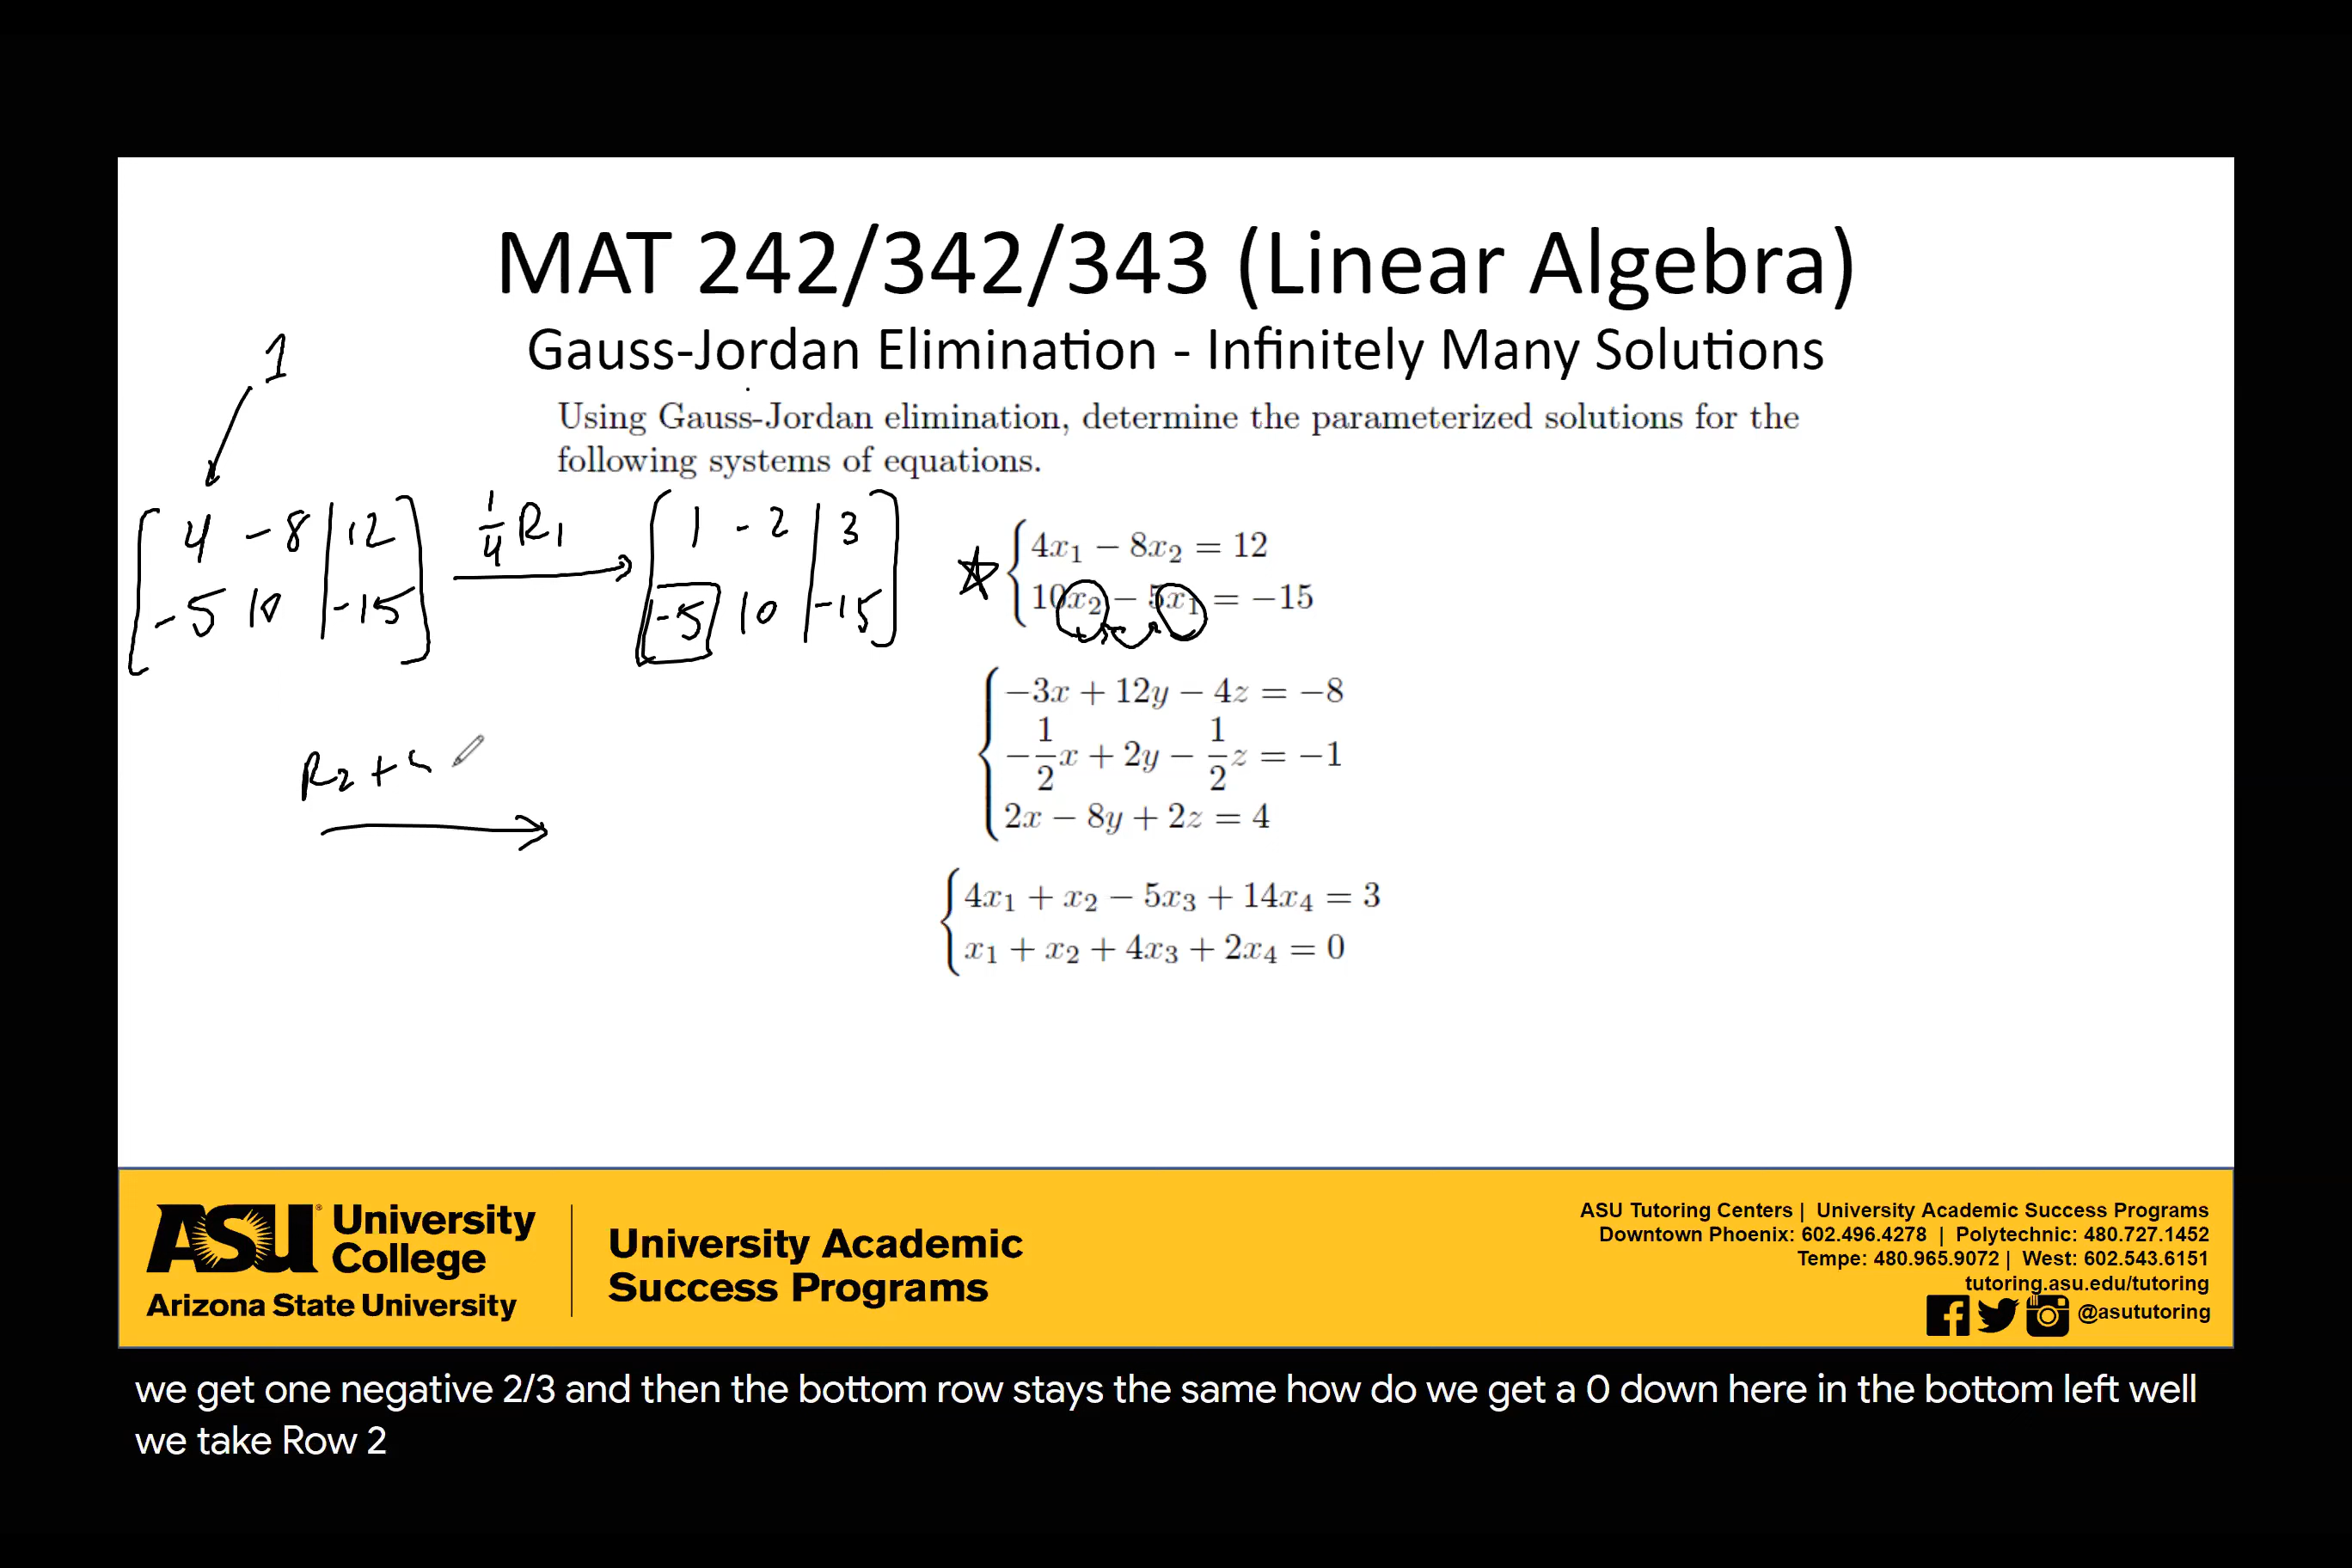 MAT 242/342/343 (Linear Algebra)
Gauss-Jordan Elimination - Infinitely Many Solutions
Using Gauss-Jordan elimination, determine the parameterized solutions for the
following systems of equations.
1
4 -8 | 12
-5 10 | -15
1/4 R1
1 -2 | 3
-5 10 | -15
4x₁ − 8x₂ = 12
10x₂ − 5x₁ = −15
R2 +
−3x + 12y − 4z = −8
−1/2x + 2y − 1/2z = −1
2x − 8y + 2z = 4
4x₁ + x₂ − 5x₃ + 14x₄ = 3
x₁ + x₂ + 4x₃ + 2x₄ = 0
ASU University
College
Arizona State University
University Academic
Success Programs
ASU Tutoring Centers | University Academic Success Programs
Downtown Phoenix: 602.496.4278 | Polytechnic: 480.727.1452
Tempe: 480.965.9072 | West: 602.543.6151
tutoring.asu.edu/tutoring
@asututoring
we get one negative 2/3 and then the bottom row stays the same how do we get a 0 down here in the bottom left well
we take Row 2